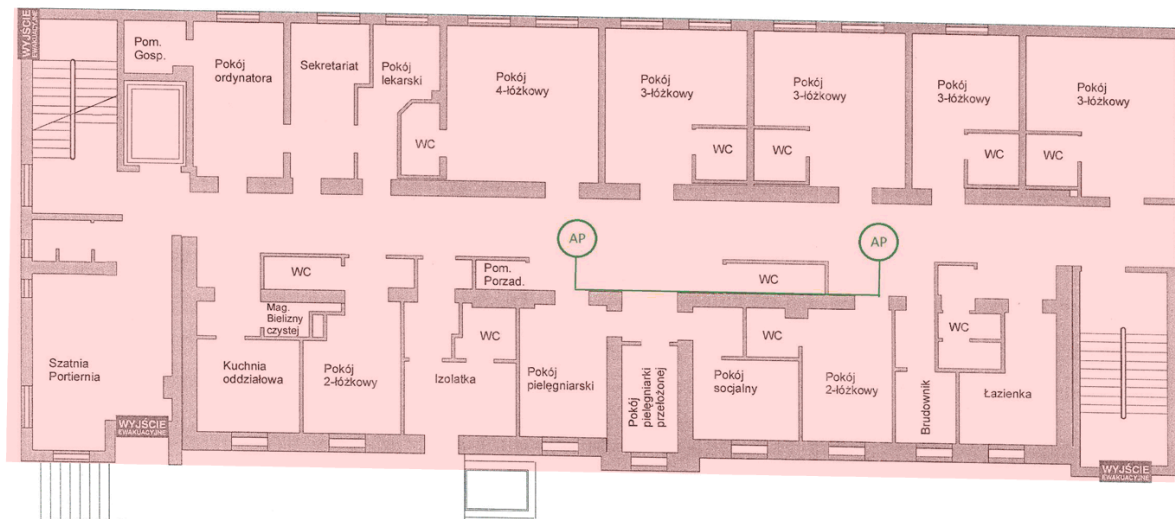 WYJŚCIE
EWAKUACYJNE
Pom.
Gosp.
Pokój
ordynatora
Sekretariat
Pokój
lekarski
WC
Pokój
4-łóżkowy
Pokój
3-łóżkowy
WC
Pokój
3-łóżkowy
WC
Pokój
3-łóżkowy
WC
Pokój
3-łóżkowy
WC
AP
AP
WC
Pom.
Porzad.
WC
Mag.
Bielizny
czystej
WC
WC
WC
Szatnia
Portiernia
Kuchnia
oddziałowa
Pokój
2-łóżkowy
Izolatka
Pokój
pielęgniarski
Pokój
pielęgniarki
przełożonej
Pokój
socjalny
Pokój
2-łóżkowy
Brudownik
Łazienka
WYJŚCIE
EWAKUACYJNE
WYJŚCIE
EWAKUACYJNE